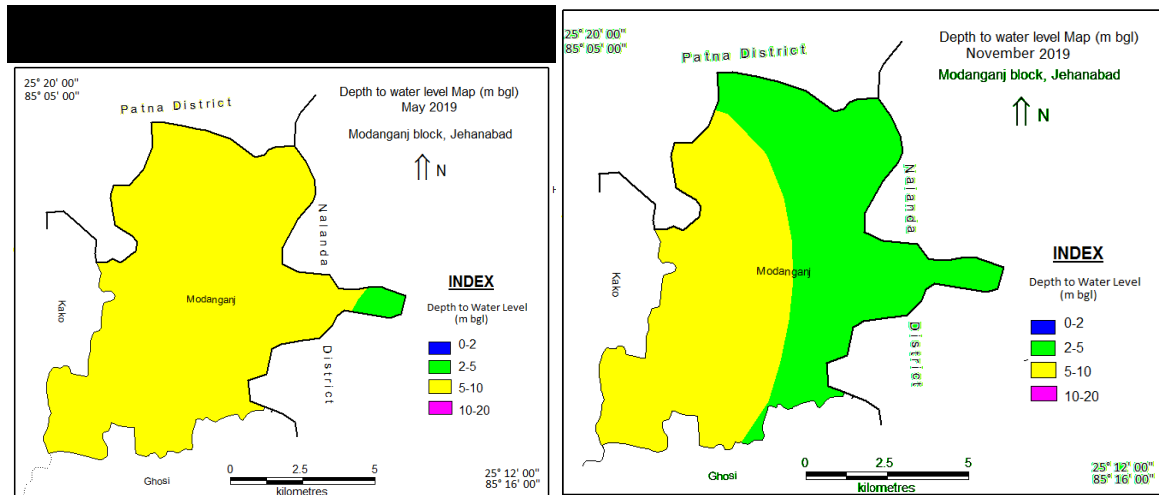 25° 20' 00"
85° 05' 00"
Patna District
Depth to water level Map (m bgl)
May 2019
Modanganj block, Jehanabad
N
Nalanda
District
Kako
Modanganj
INDEX
Depth to Water Level
(m bgl)
0-2
2-5
5-10
10-20
Ghosi
0 2.5 5
kilometres
25° 12' 00"
85° 16' 00"
25° 20' 00"
85° 05' 00"
Patna District
Depth to water level Map (m bgl)
November 2019
Modanganj block, Jehanabad
N
Nalanda
District
Kako
Modanganj
INDEX
Depth to Water Level
(m bgl)
0-2
2-5
5-10
10-20
Ghosi
0 2.5 5
kilometres
25° 12' 00"
85° 16' 00"